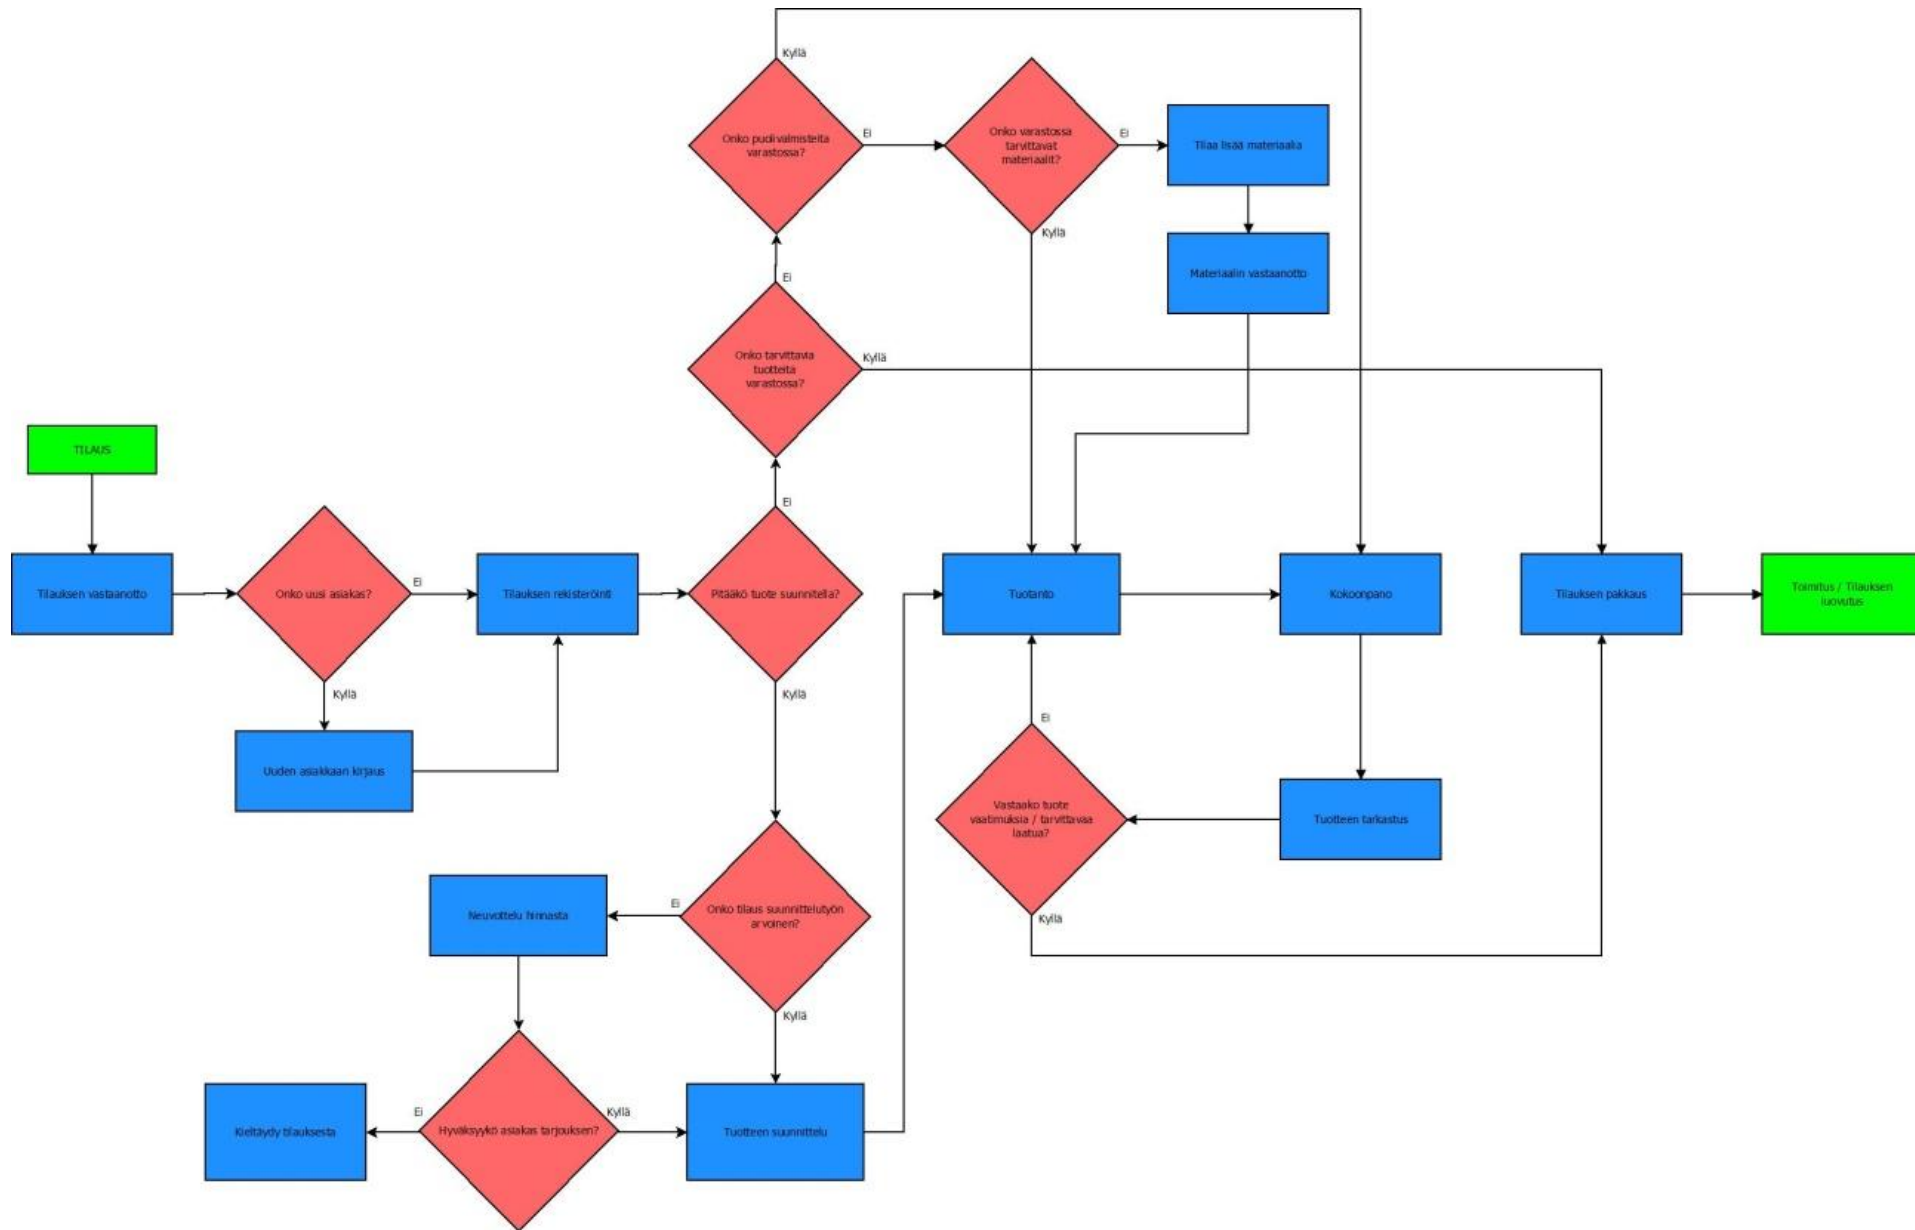 Kyllä
Onko puolivalmisteita
varastossa?
Ei
Onko varastossa
tarvittavat
materiaalit?
Ei
Tilaa lisää materiaalia
Kyllä
Materiaalin vastaanotto
Ei
Onko tarvittavia
tuotteita
varastossa?
Kyllä
TILAUS
Ei
Tilauksen vastaanotto
Onko uusi asiakas?
Ei
Tilauksen rekisteröinti
Pitääkö tuote suunnitella?
Tuotanto
Kokoonpano
Tilauksen pakkaus
Toimitus / Tilauksen
luovutus
Kyllä
Kyllä
Uuden asiakkaan kirjaus
Ei
Vastaako tuote
vaatimuksia / tarvittavaa
laatua?
Tuotteen tarkastus
Kyllä
Neuvottelu hinnasta
Ei
Onko tilaus suunnittelutyön
arvoinen?
Kyllä
Kieltäydy tilauksesta
Ei
Hyväksyykö asiakas tarjouksen?
Kyllä
Tuotteen suunnittelu